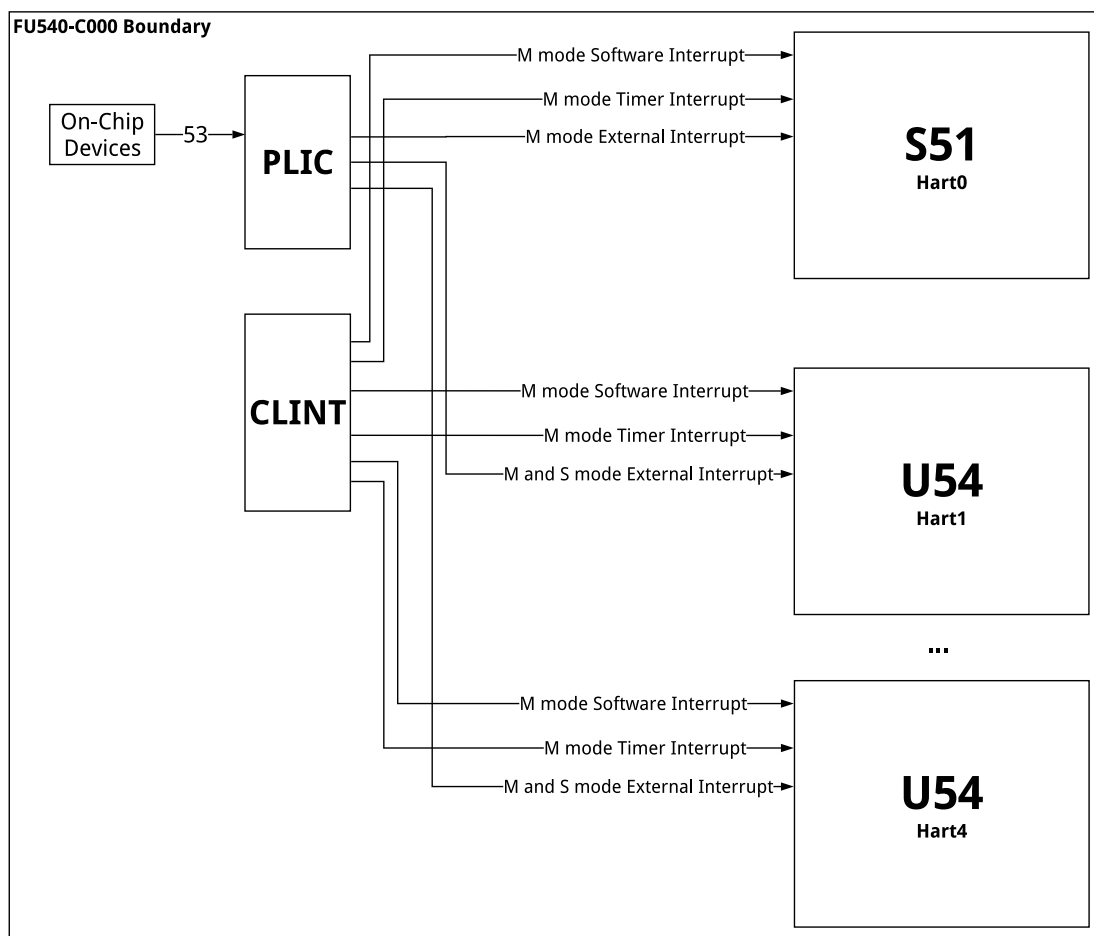 FU540-C000 Boundary
On-Chip
Devices
53
PLIC
CLINT
M mode Software Interrupt
M mode Timer Interrupt
M mode External Interrupt
S51
Hart0
M mode Software Interrupt
M mode Timer Interrupt
M and S mode External Interrupt
U54
Hart1
...
M mode Software Interrupt
M mode Timer Interrupt
M and S mode External Interrupt
U54
Hart4